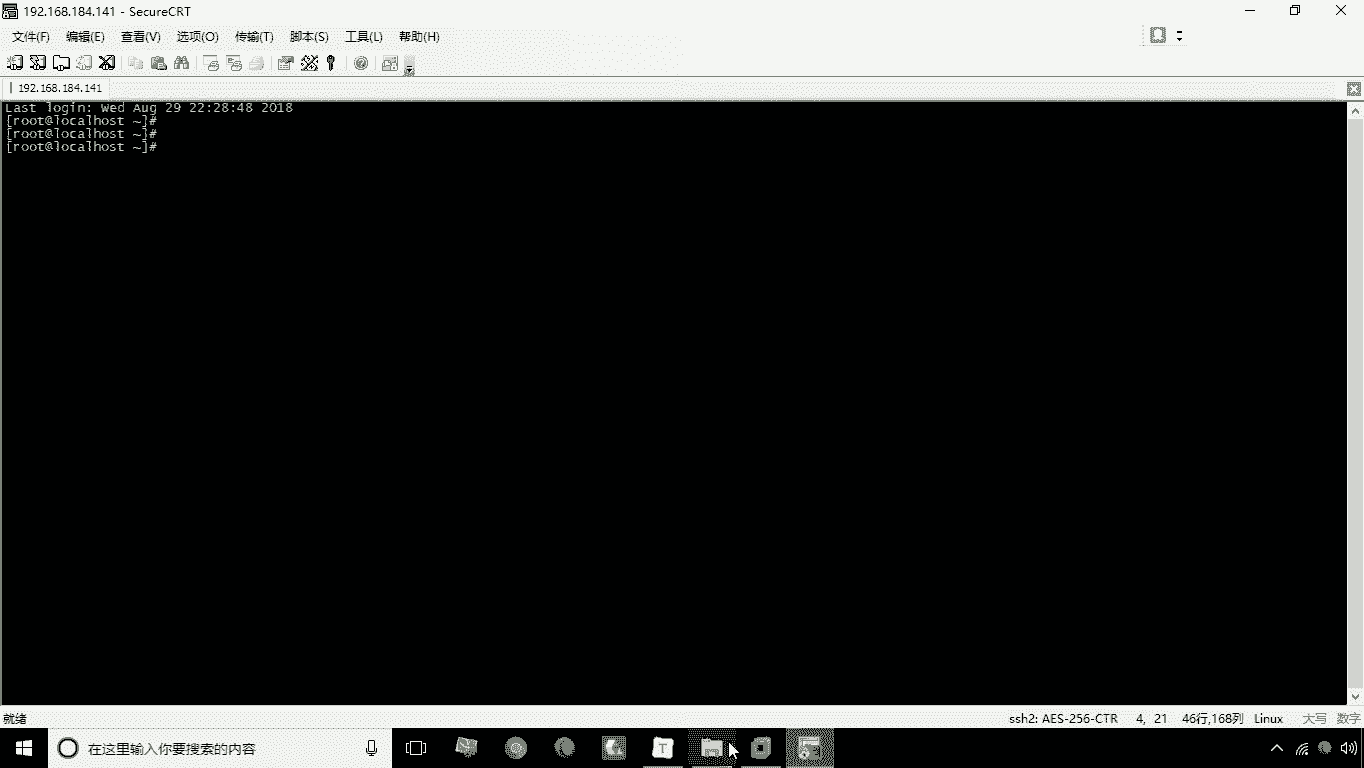 192.168.184.141 - SecureCRT
文件(F) 编辑(E) 查看(V) 选项(O) 传输(T) 脚本(S) 工具(L) 帮助(H)
192.168.184.141
Last login: Wed Aug 29 22:28:48 2018
[root@localhost ~]#
[root@localhost ~]#
[root@localhost ~]#
就绪 ssh2: AES-256-CTR 4, 21 46行,168列 Linux 大写 数字
在这里输入你要搜索的内容 T